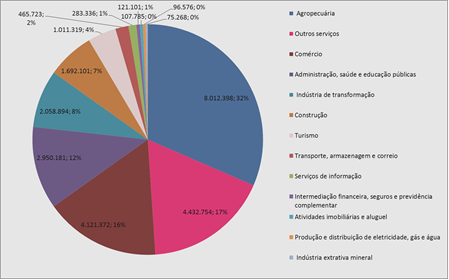 465.723;
2%
283.336; 1%
121.101; 1%
107.785; 0%
96.576; 0%
75.268; 0%
1.011.319; 4%
1.692.101; 7%
2.058.894; 8%
2.950.181; 12%
4.121.372; 16%
4.432.754; 17%
8.012.398; 32%
Agropecuária
Outros serviços
Comércio
Administração, saúde e educação públicas
Indústria de transformação
Construção
Turismo
Transporte, armazenagem e correio
Serviços de informação
Intermediação financeira, seguros e previdência
complementar
Atividades imobiliárias e aluguel
Produção e distribuição de eletricidade, gás e água
Indústria extrativa mineral